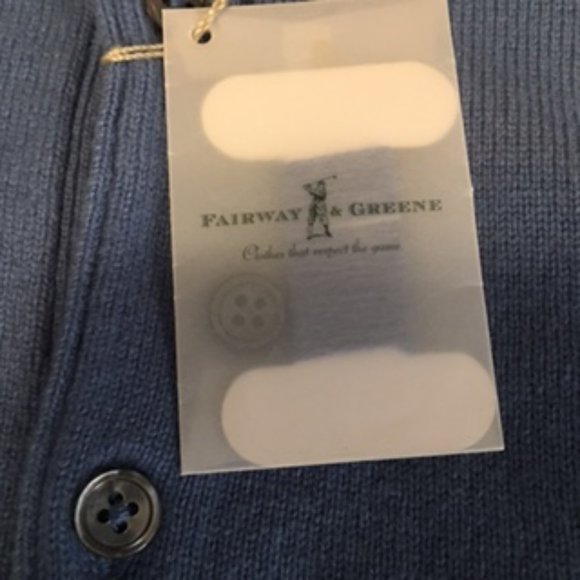 FAIRWAY & GREENE
Clothes that respect the game